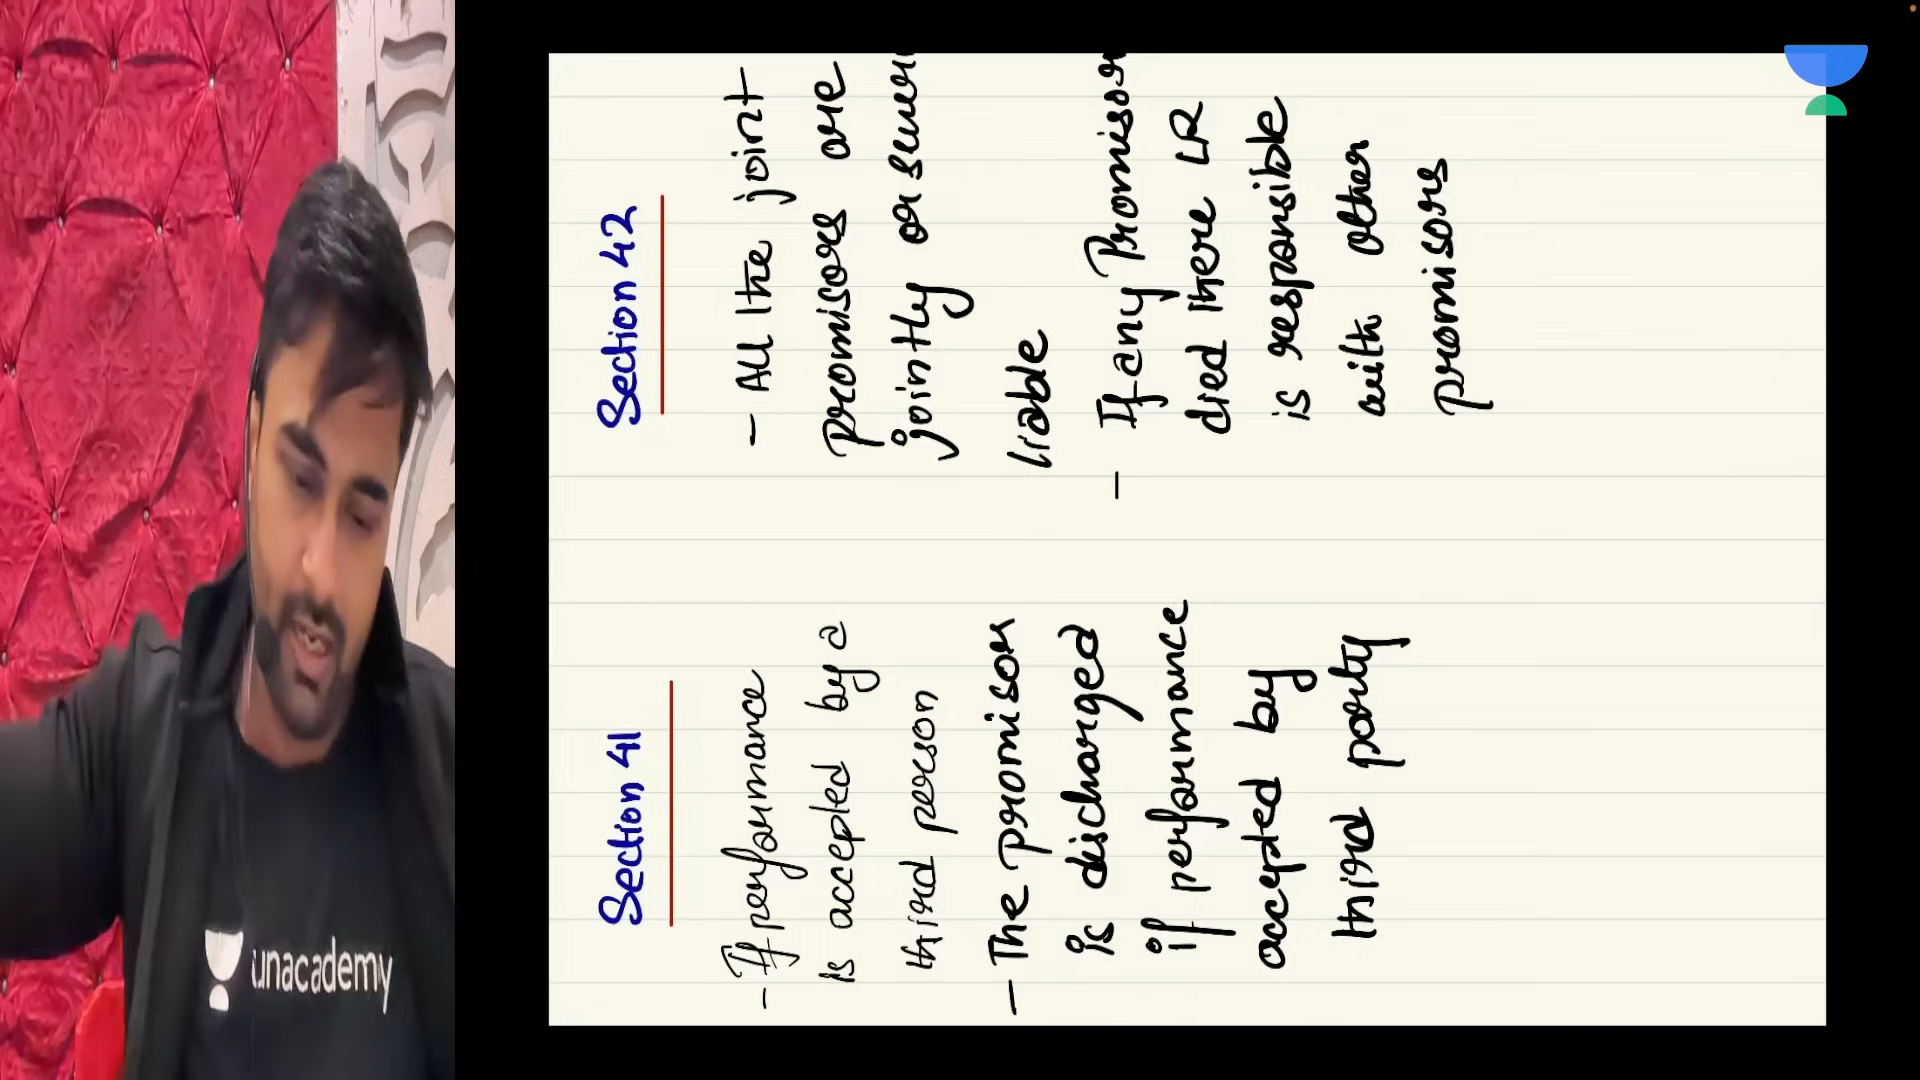 Section 41
- If performance
is accepted by a
third person
- The promisor
is discharged
if performance
accepted by
third party
Section 42
- All the joint
promisors are
jointly or
liable
- If any Promisor
died there LR
is responsible
with other
promisors
unacademy